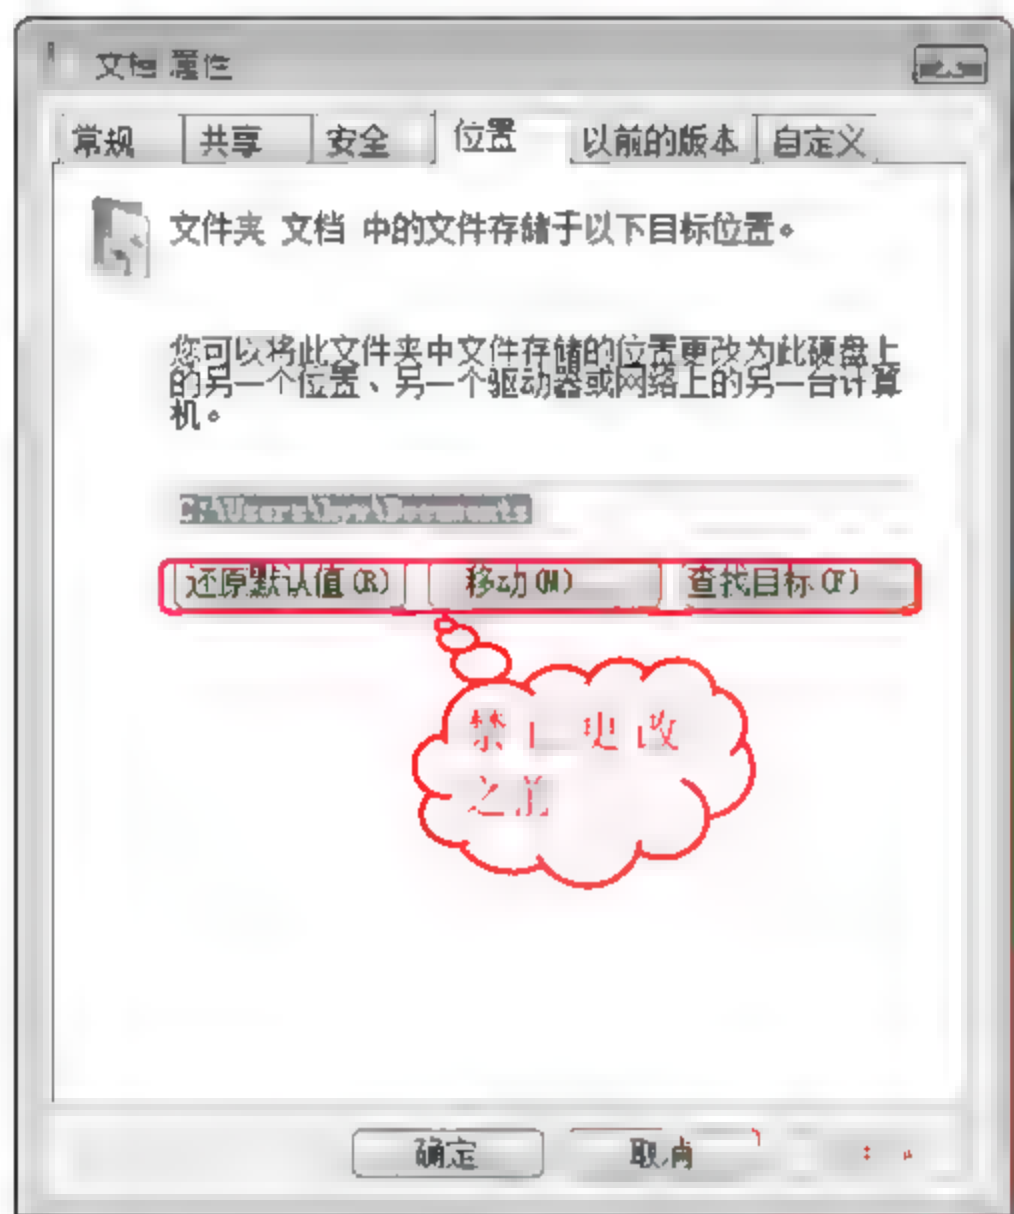 文档 属性
常规 共享 安全 位置 以前的版本 自定义
文件夹 文档 中的文件存储于以下目标位置。
您可以将此文件夹中文件存储的位置更改为此硬盘上
的另一个位置、另一个驱动器或网络上的另一台计算
机。
C:\Users\hyw\Documents
还原默认值(R) 移动(M) 查找目标(F)
禁止更改
之前
确定 取消